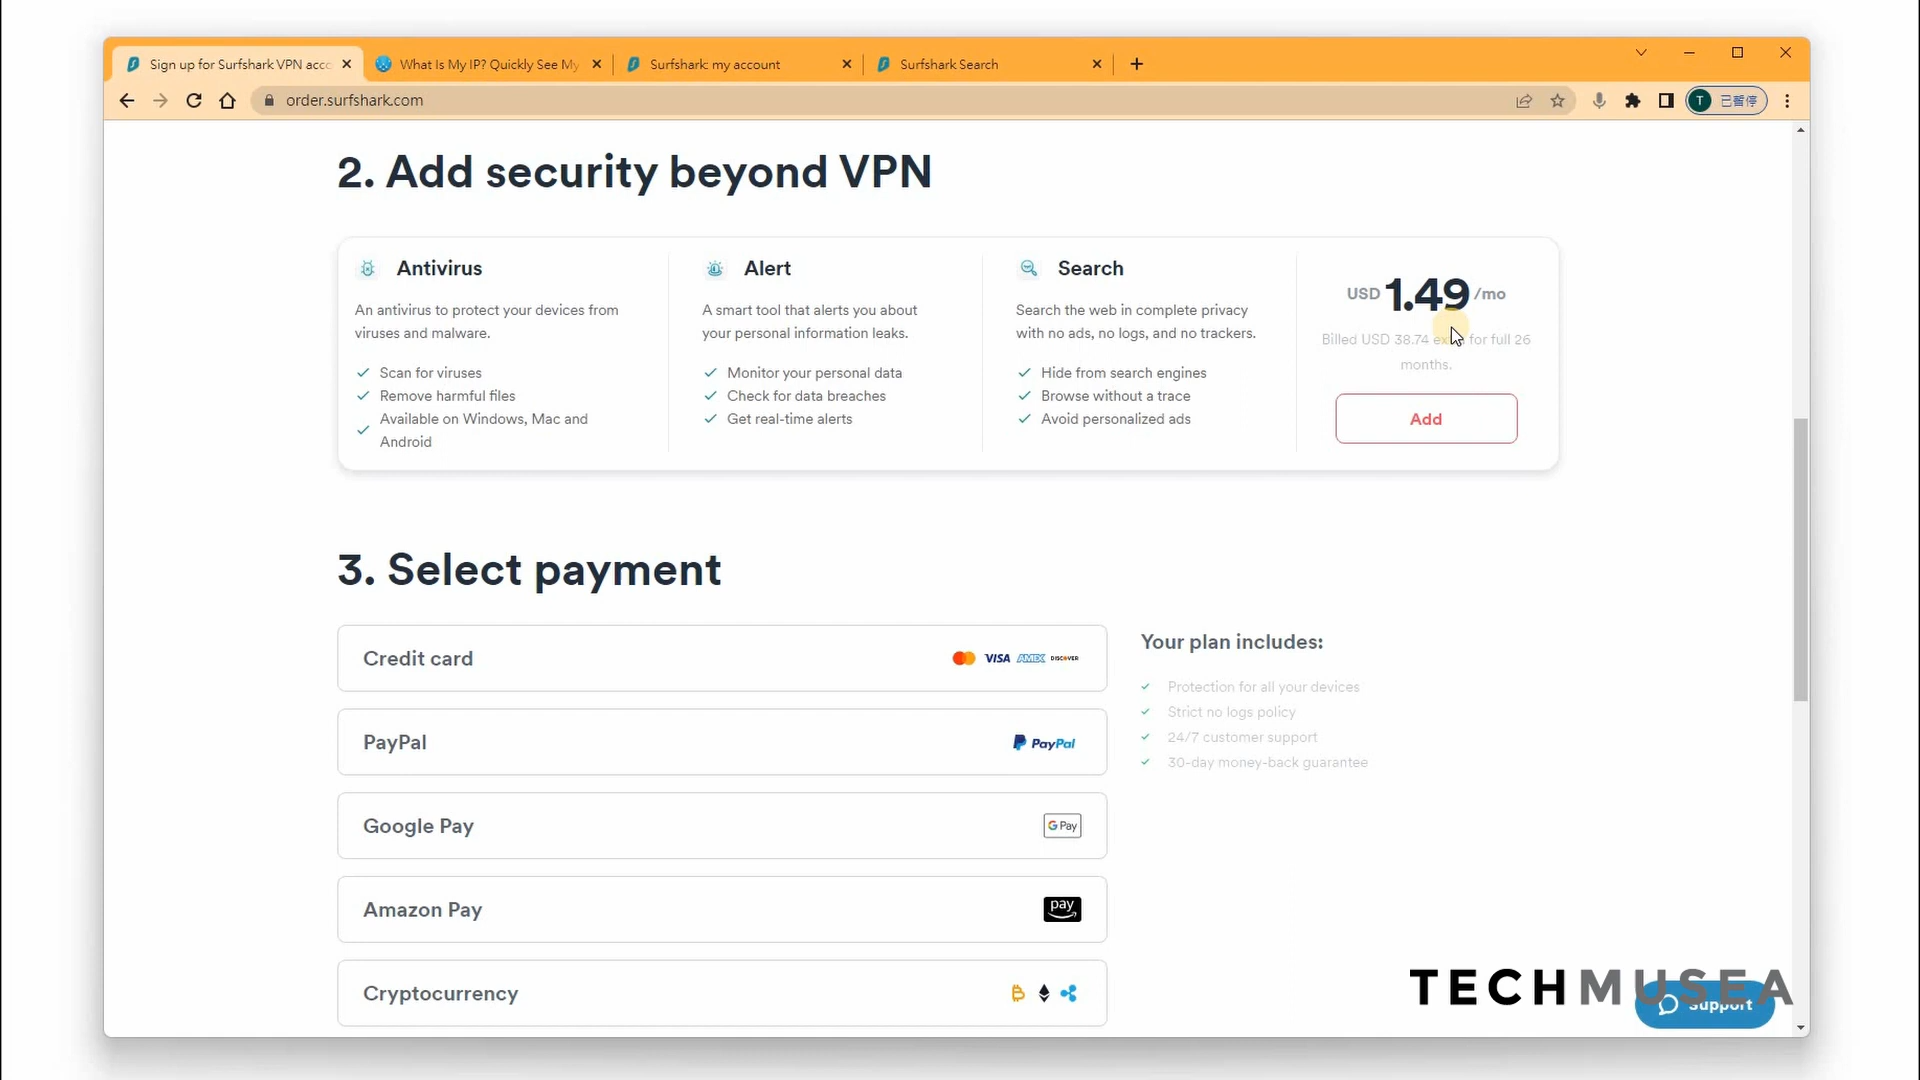 Sign up for Surfshark VPN acco
What Is My IP? Quickly See My
Surfshark: my account
Surfshark Search
order.surfshark.com
T 已暫停
2. Add security beyond VPN
Antivirus
An antivirus to protect your devices from
viruses and malware.
Scan for viruses
Remove harmful files
Available on Windows, Mac and
Android
Alert
A smart tool that alerts you about
your personal information leaks.
Monitor your personal data
Check for data breaches
Get real-time alerts
Search
Search the web in complete privacy
with no ads, no logs, and no trackers.
Hide from search engines
Browse without a trace
Avoid personalized ads
USD 1.49 /mo
Billed USD 38.74 for full 26
months.
Add
3. Select payment
Credit card
VISA AMEX DISCOVER
PayPal
PayPal
Google Pay
G Pay
Amazon Pay
pay
Cryptocurrency
Your plan includes:
Protection for all your devices
Strict no logs policy
24/7 customer support
30-day money-back guarantee
TECHMUSEA
Support